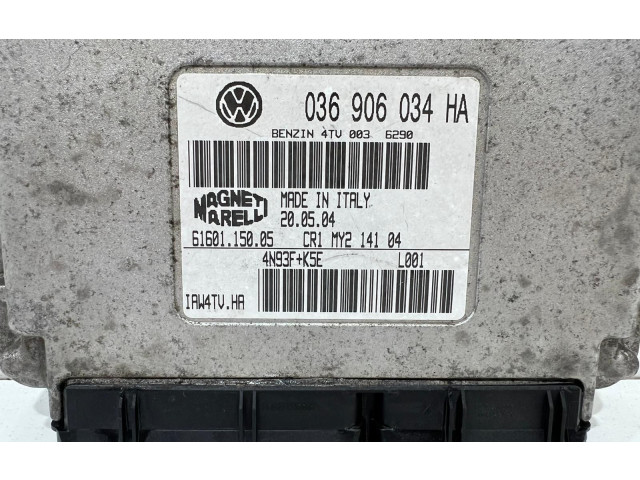 VW 036 906 034 HA
BENZIN 4TV 003 6290
MAGNETI MARELLI
MADE IN ITALY
20.05.04
61601.150.05 CR1 MY2 141 04
4N93F+K5E L001
IAW4TV.HA